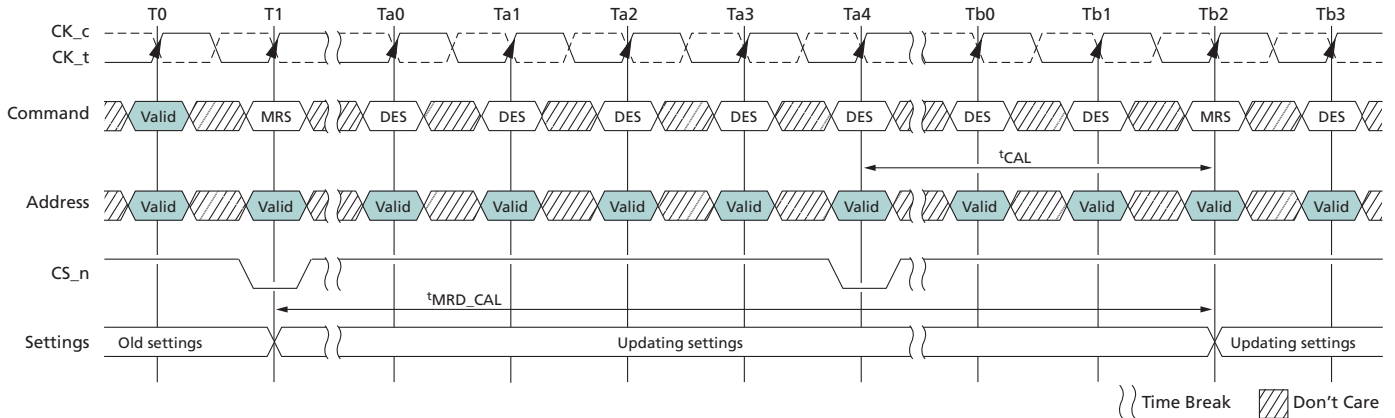 T0 T1 Ta0 Ta1 Ta2 Ta3 Ta4 Tb0 Tb1 Tb2 Tb3
CK_c
CK_t
Command Valid MRS DES DES DES DES DES DES DES MRS DES
tCAL
Address Valid Valid Valid Valid Valid Valid Valid Valid Valid Valid Valid
CS_n
tMRD_CAL
Settings Old settings Updating settings Updating settings
Time Break Don't Care